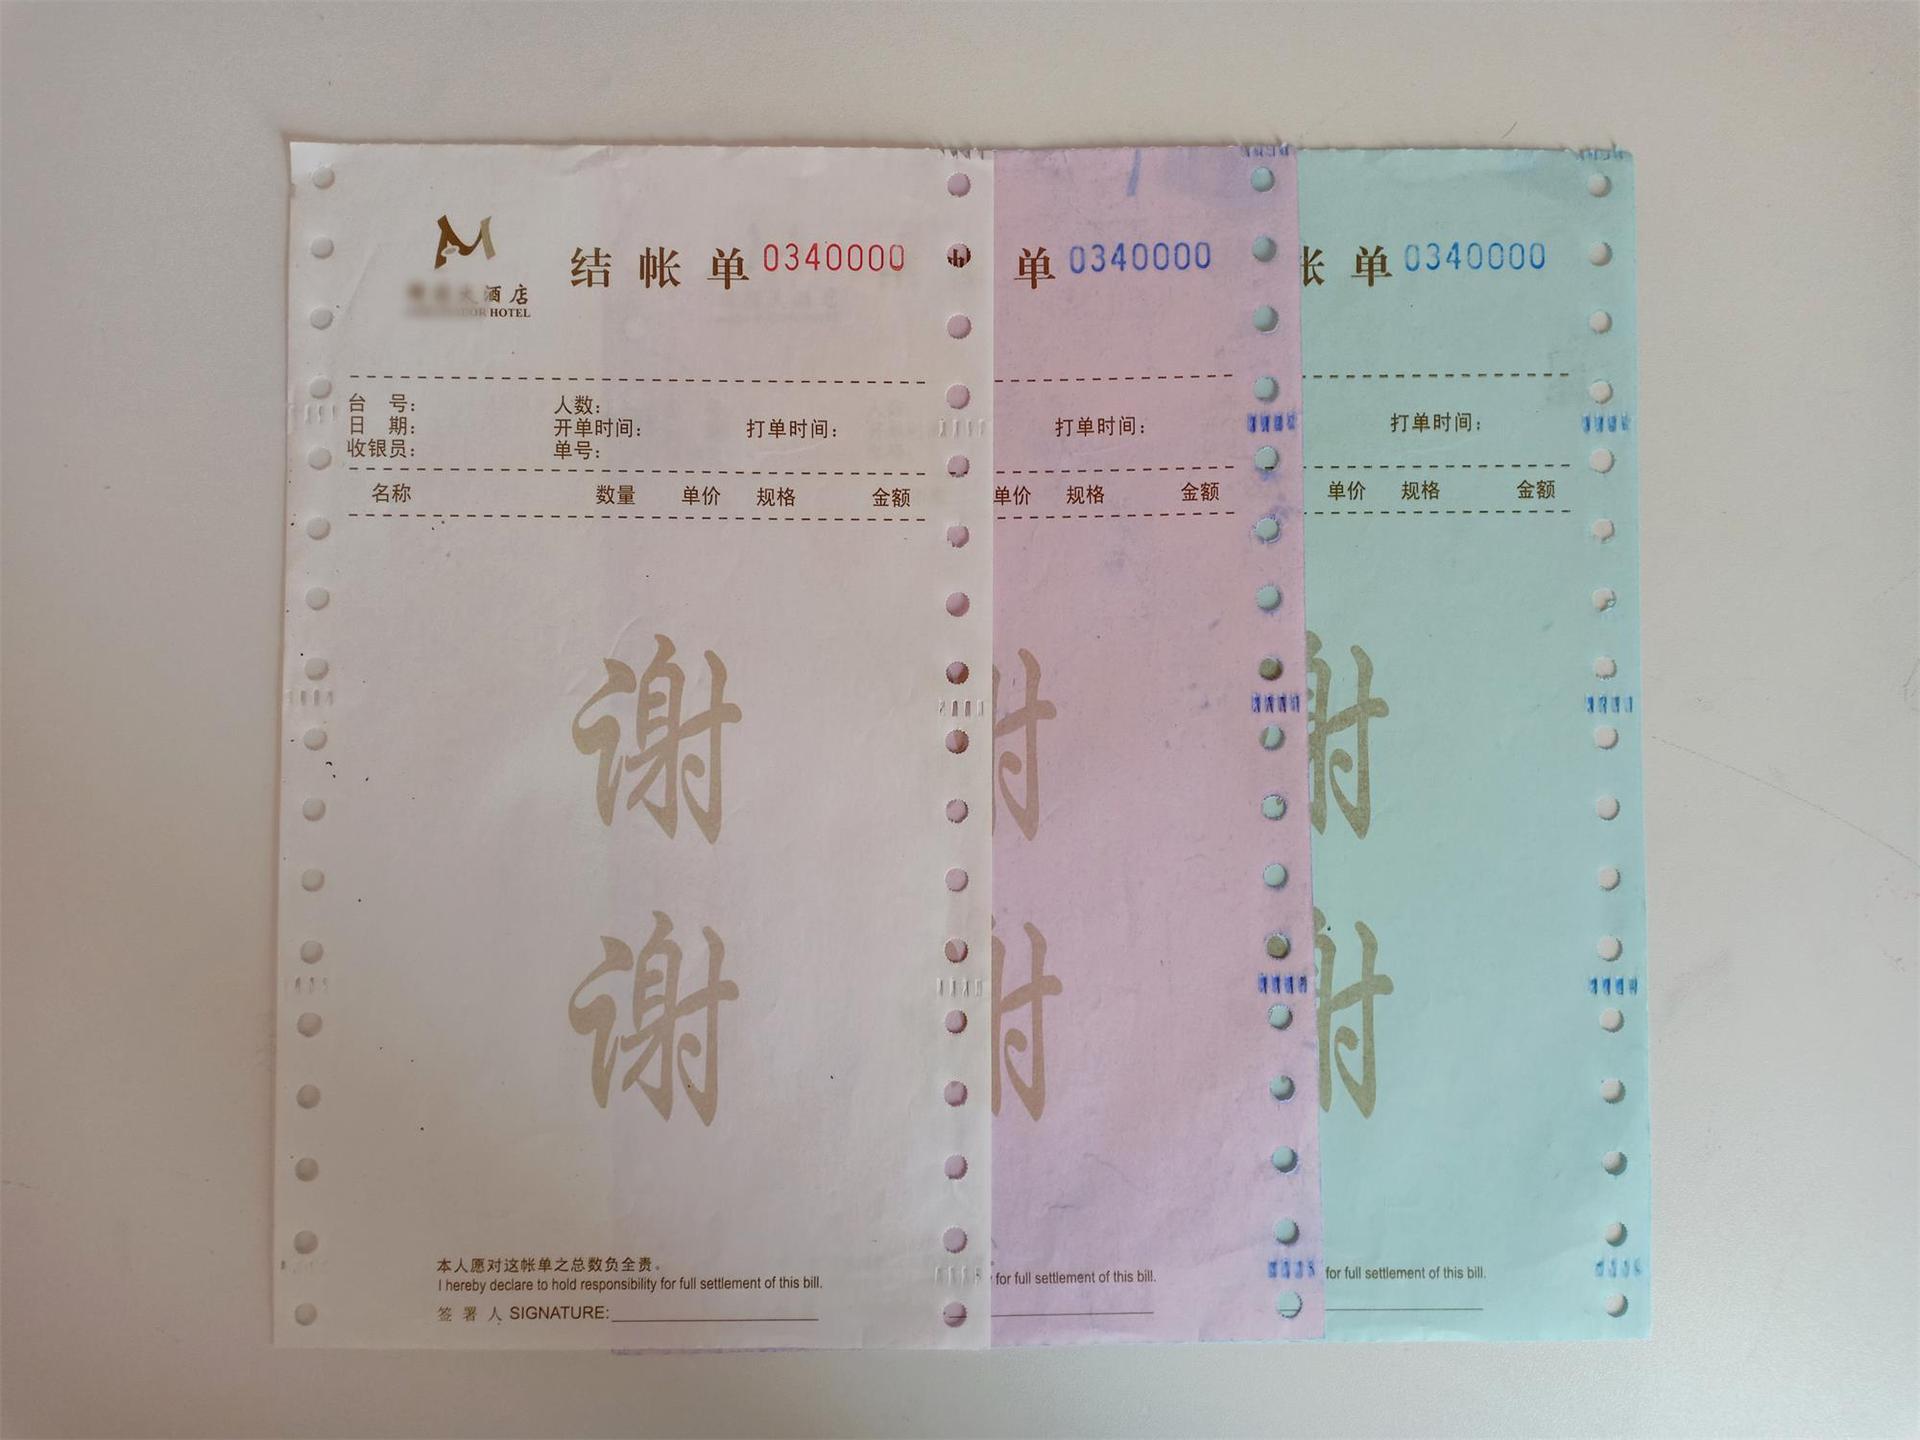 大酒店
HOTEL
结帐单 0340000
台 号:
人数:
日 期:
开单时间:
打单时间:
收银员:
单号:
名称 数量 单价 规格 金额
谢
谢
本人愿对这帐单之总数负全责。
I hereby declare to hold responsibility for full settlement of this bill.
签 署 人 SIGNATURE:
单 0340000
打单时间:
单价 规格 金额
for full settlement of this bill.
帐 单 0340000
打单时间:
单价 规格 金额
for full settlement of this bill.